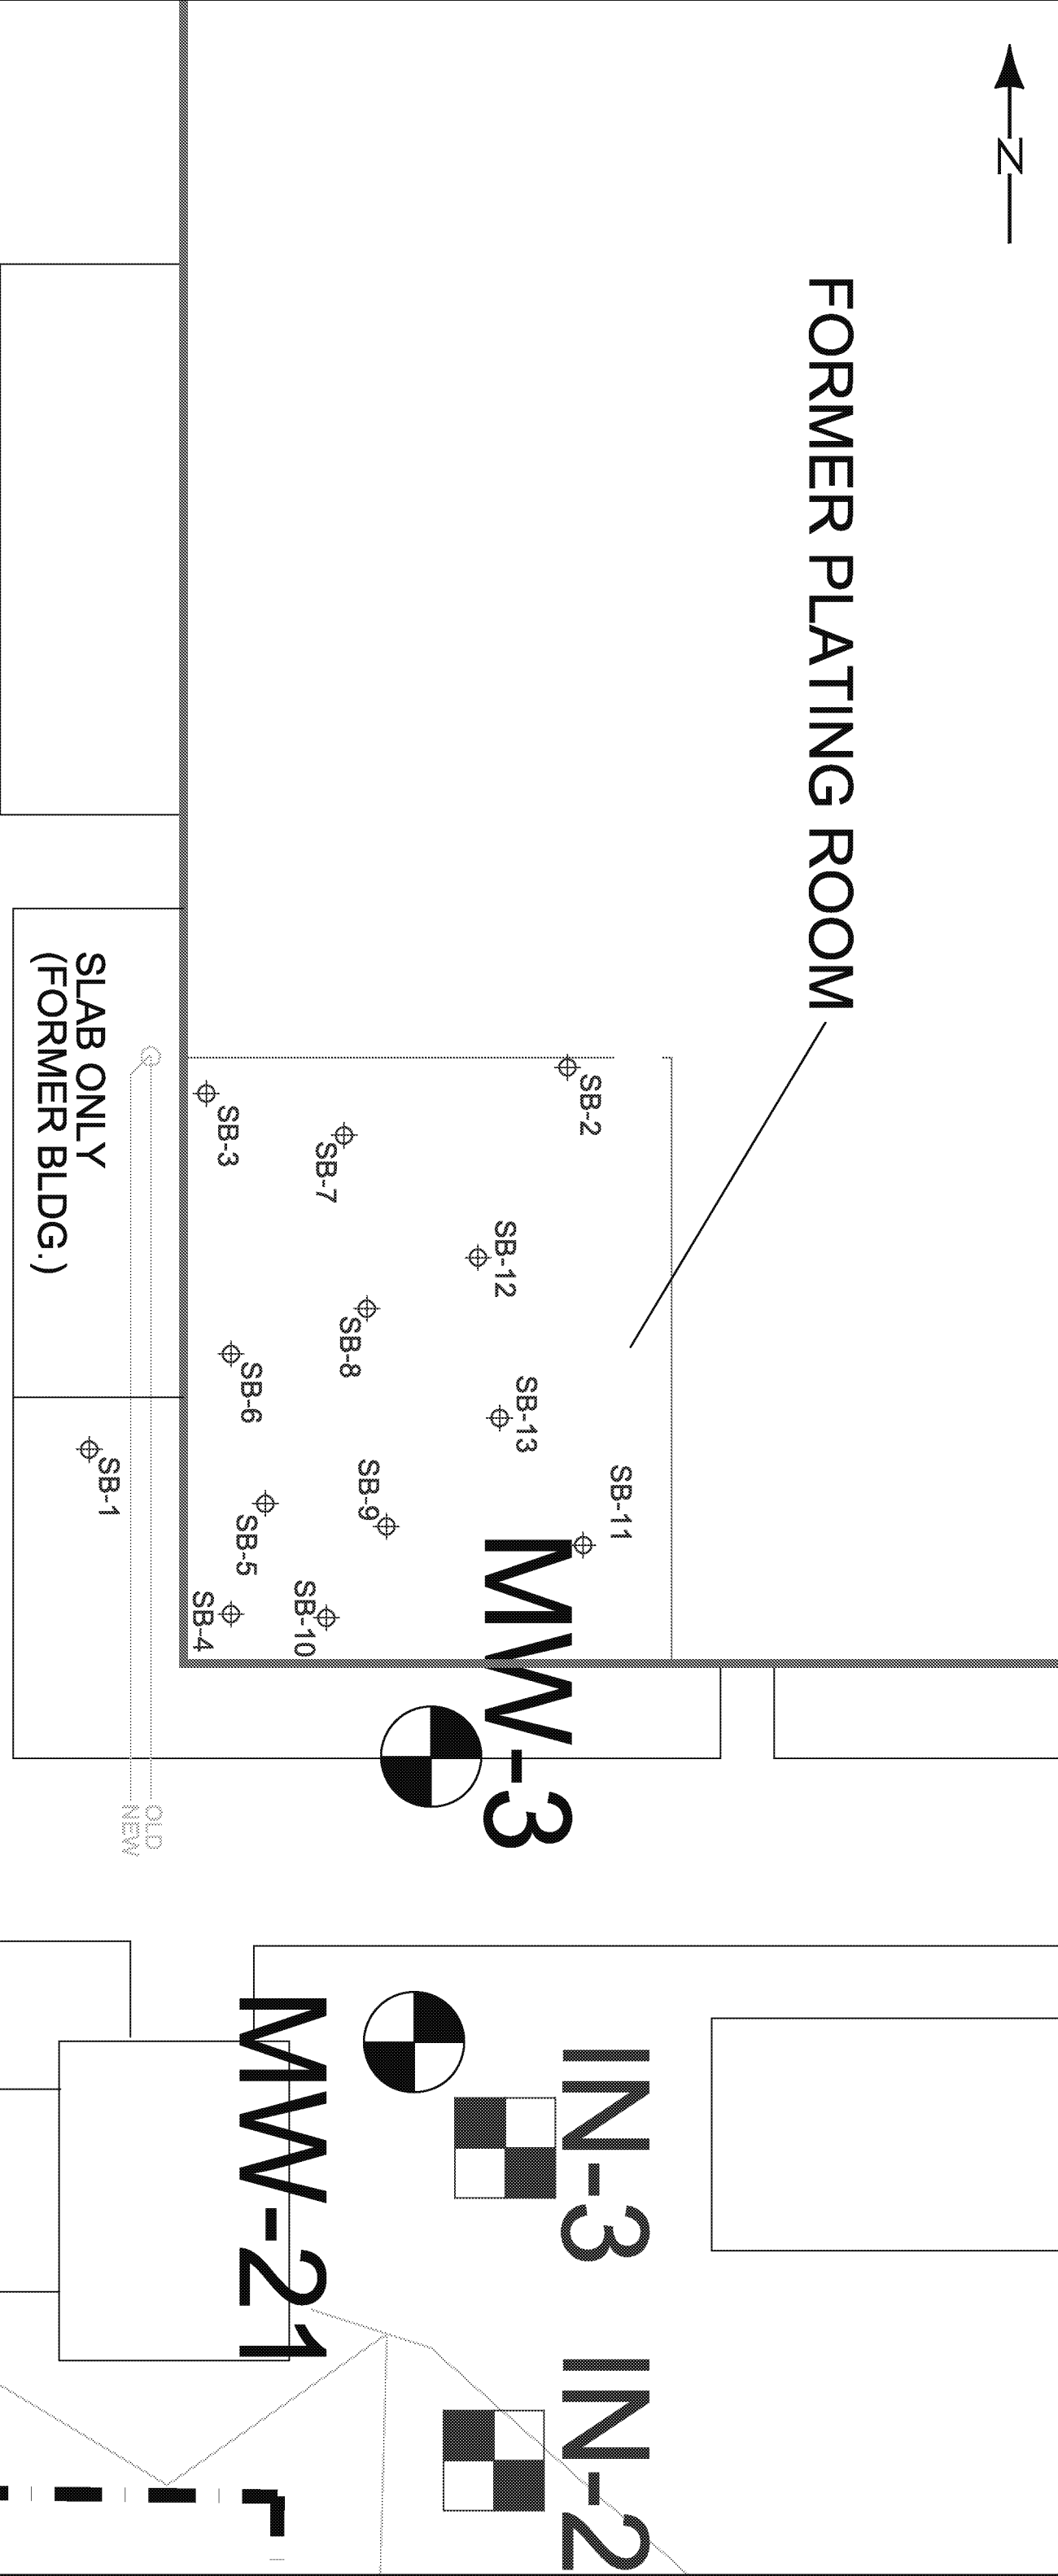 N
FORMER PLATING ROOM
SLAB ONLY
(FORMER BLDG.)
SB-2
SB-3
SB-7
SB-12
SB-8
SB-6
SB-13
SB-1
SB-9
SB-11
SB-5
SB-4
SB-10
MW-3
OLD
NEW
MW-21
IN-3
IN-2